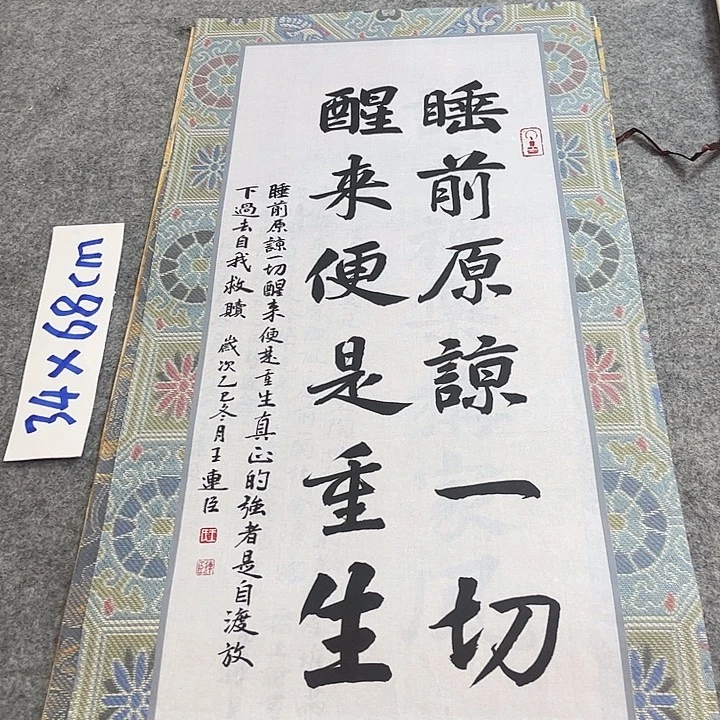 睡前原諒一切
醒来便是重生
睡前原諒一切醒来便是重生真正的強者是自渡放
下過去自我救贖 歲次乙巳冬月王連臣
34×68cm